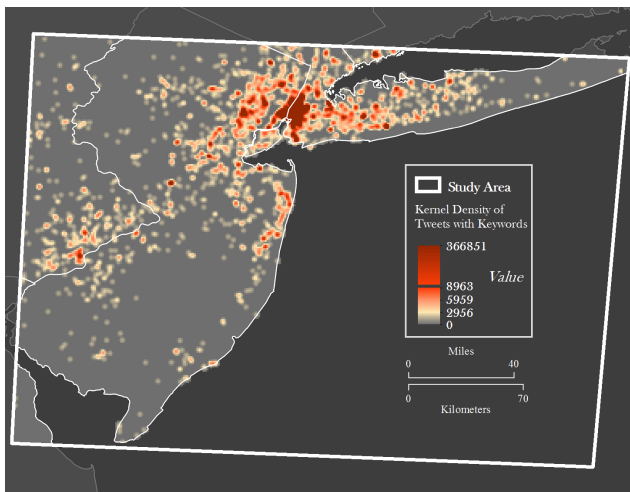 Study Area
Kernel Density of
Tweets with Keywords
366851
Value
8963
5959
2956
0
Miles
0 40
0 70
Kilometers